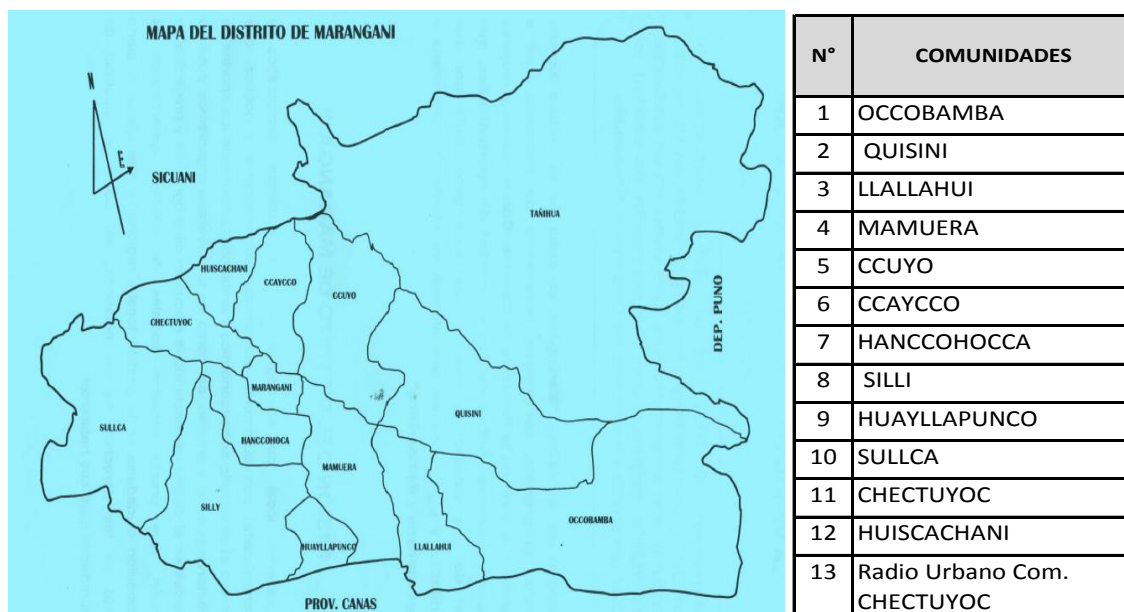 MAPA DEL DISTRITO DE MARANGANI
N
E
SICUANI
TAÑIHUA
HUISCACHANI
CCAYCCO
CCUYO
CHECTUYOC
DEP. PUNO
MARANGANI
QUISINI
SULLCA
HANCCOHOCA
MAMUERA
SILLY
OCCOBAMBA
HUAYLLAPUNCO
LLALLAHUI
PROV. CANAS
N° COMUNIDADES
1 OCCOBAMBA
2 QUISINI
3 LLALLAHUI
4 MAMUERA
5 CCUYO
6 CCAYCCO
7 HANCCOHOCCA
8 SILLI
9 HUAYLLAPUNCO
10 SULLCA
11 CHECTUYOC
12 HUISCACHANI
13 Radio Urbano Com.
CHECTUYOC